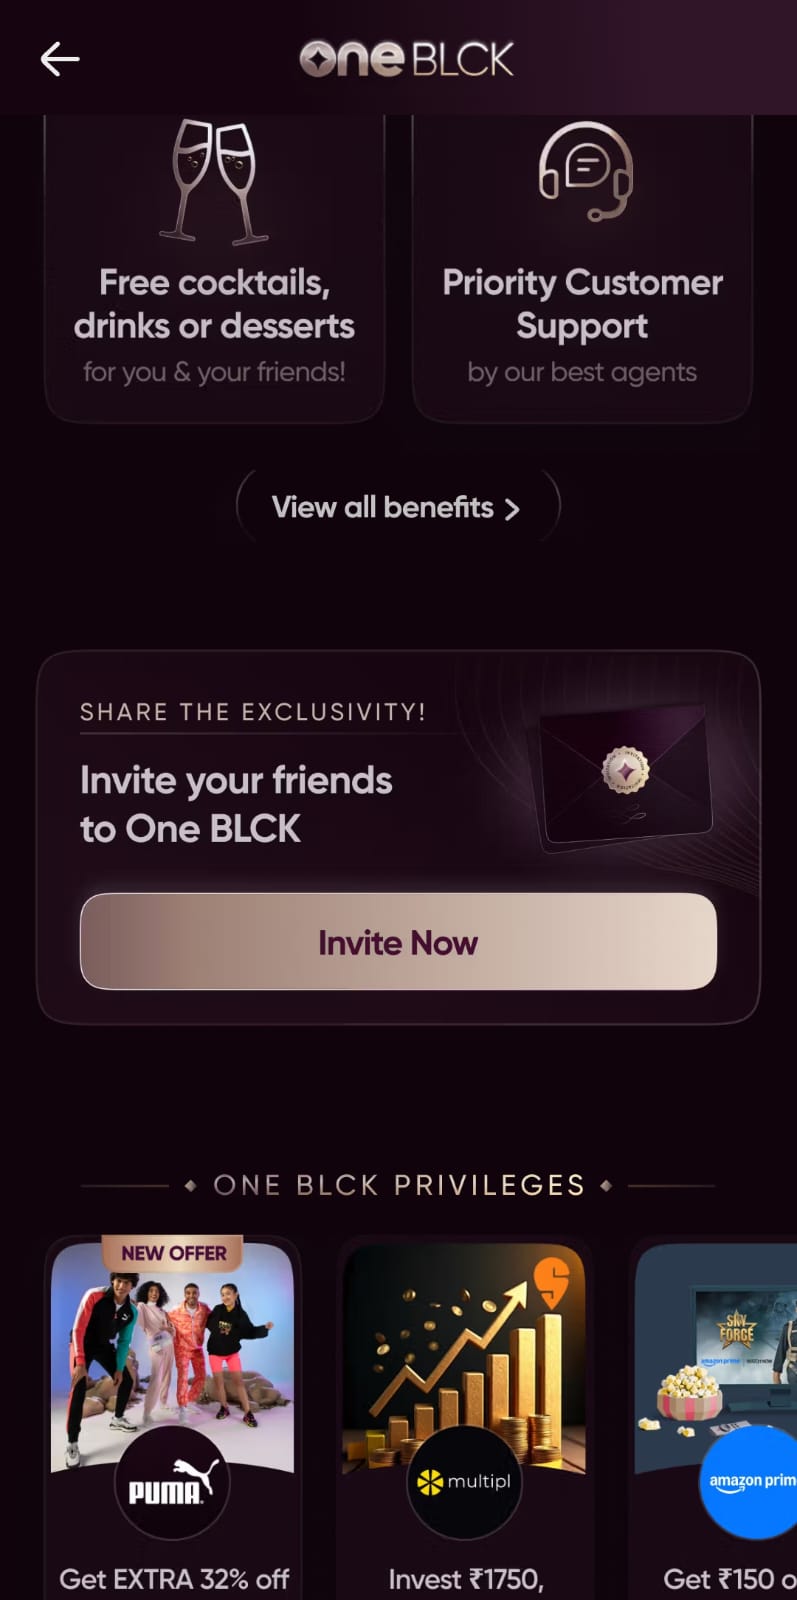 one BLCK
Free cocktails,
drinks or desserts
for you & your friends!
Priority Customer
Support
by our best agents
View all benefits >
SHARE THE EXCLUSIVITY!
Invite your friends
to One BLCK
Invite Now
ONE BLCK PRIVILEGES
NEW OFFER
PUMA
Get EXTRA 32% off
multipl
Invest ₹1750,
SKY
FORCE
amazon prime
amazon prim
Get ₹150 o